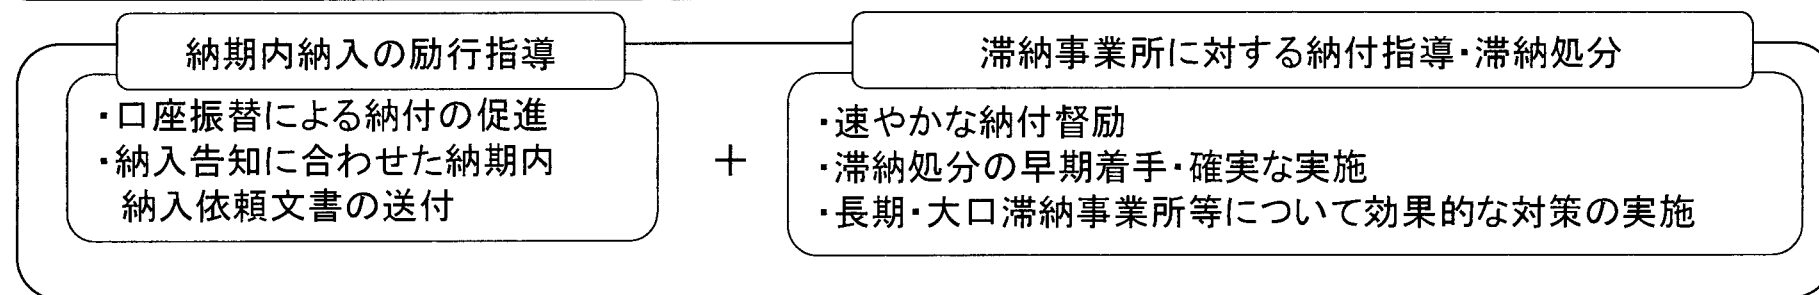 納期内納入の励行指導
・口座振替による納付の促進
・納入告知に合わせた納期内
納入依頼文書の送付
+
滞納事業所に対する納付指導・滞納処分
・速やかな納付督励
・滞納処分の早期着手・確実な実施
・長期・大口滞納事業所等について効果的な対策の実施